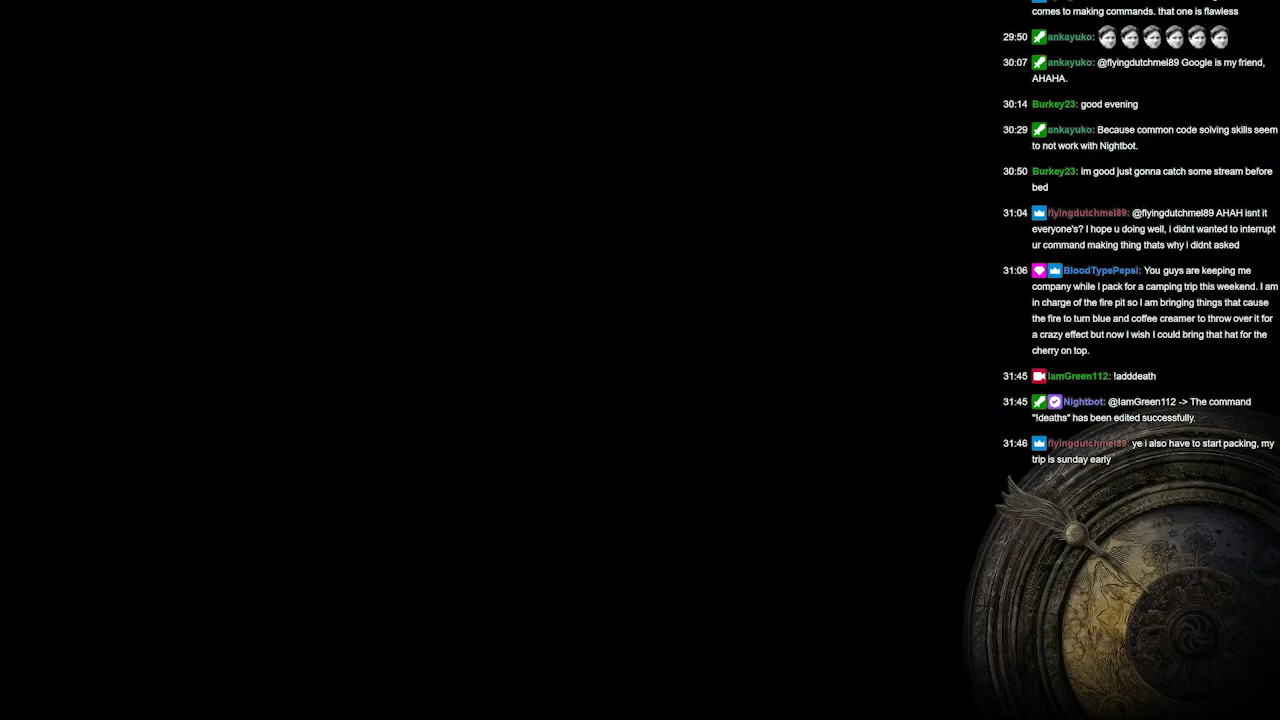 comes to making commands. that one is flawless
29:50 ankayuko:
30:07 ankayuko: @flyingdutchmel89 Google is my friend,
AHAHA.
30:14 Burkey23: good evening
30:29 ankayuko: Because common code solving skills seem
to not work with Nightbot.
30:50 Burkey23: im good just gonna catch some stream before
bed
31:04 flyingdutchmel89: @flyingdutchmel89 AHAH isnt it
everyone's? I hope u doing well, i didnt wanted to interrupt
ur command making thing thats why i didnt asked
31:06 BloodTypePepsi: You guys are keeping me
company while I pack for a camping trip this weekend. I am
in charge of the fire pit so I am bringing things that cause
the fire to turn blue and coffee creamer to throw over it for
a crazy effect but now I wish I could bring that hat for the
cherry on top.
31:45 IamGreen112: !adddeath
31:45 Nightbot: @IamGreen112 -> The command
"!deaths" has been edited successfully.
31:46 flyingdutchmel89: ye i also have to start packing, my
trip is sunday early